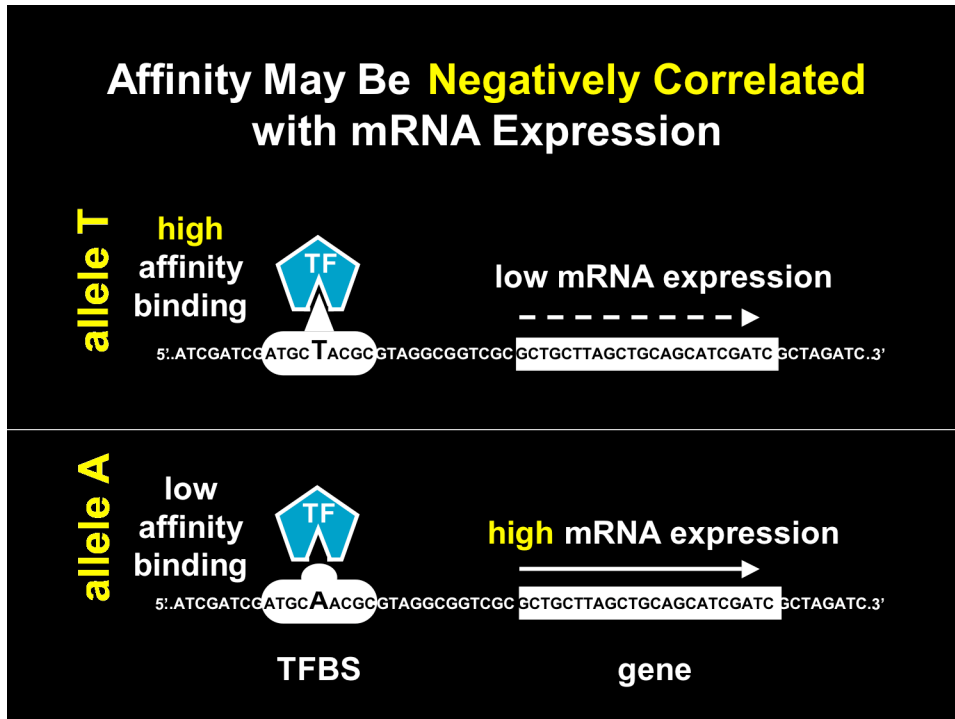 Affinity May Be Negatively Correlated
with mRNA Expression
allele T
high
affinity
binding
TF
low mRNA expression
5'..ATCGATCGATGCTACGCGTAGGCGGTCGCGCTGCTTAGCTGCAGCATCGATCGCTAGATC..3’
allele A
low
affinity
binding
TF
high mRNA expression
5'..ATCGATCGATGCAACGCGTAGGCGGTCGCGCTGCTTAGCTGCAGCATCGATCGCTAGATC..3’
TFBS
gene